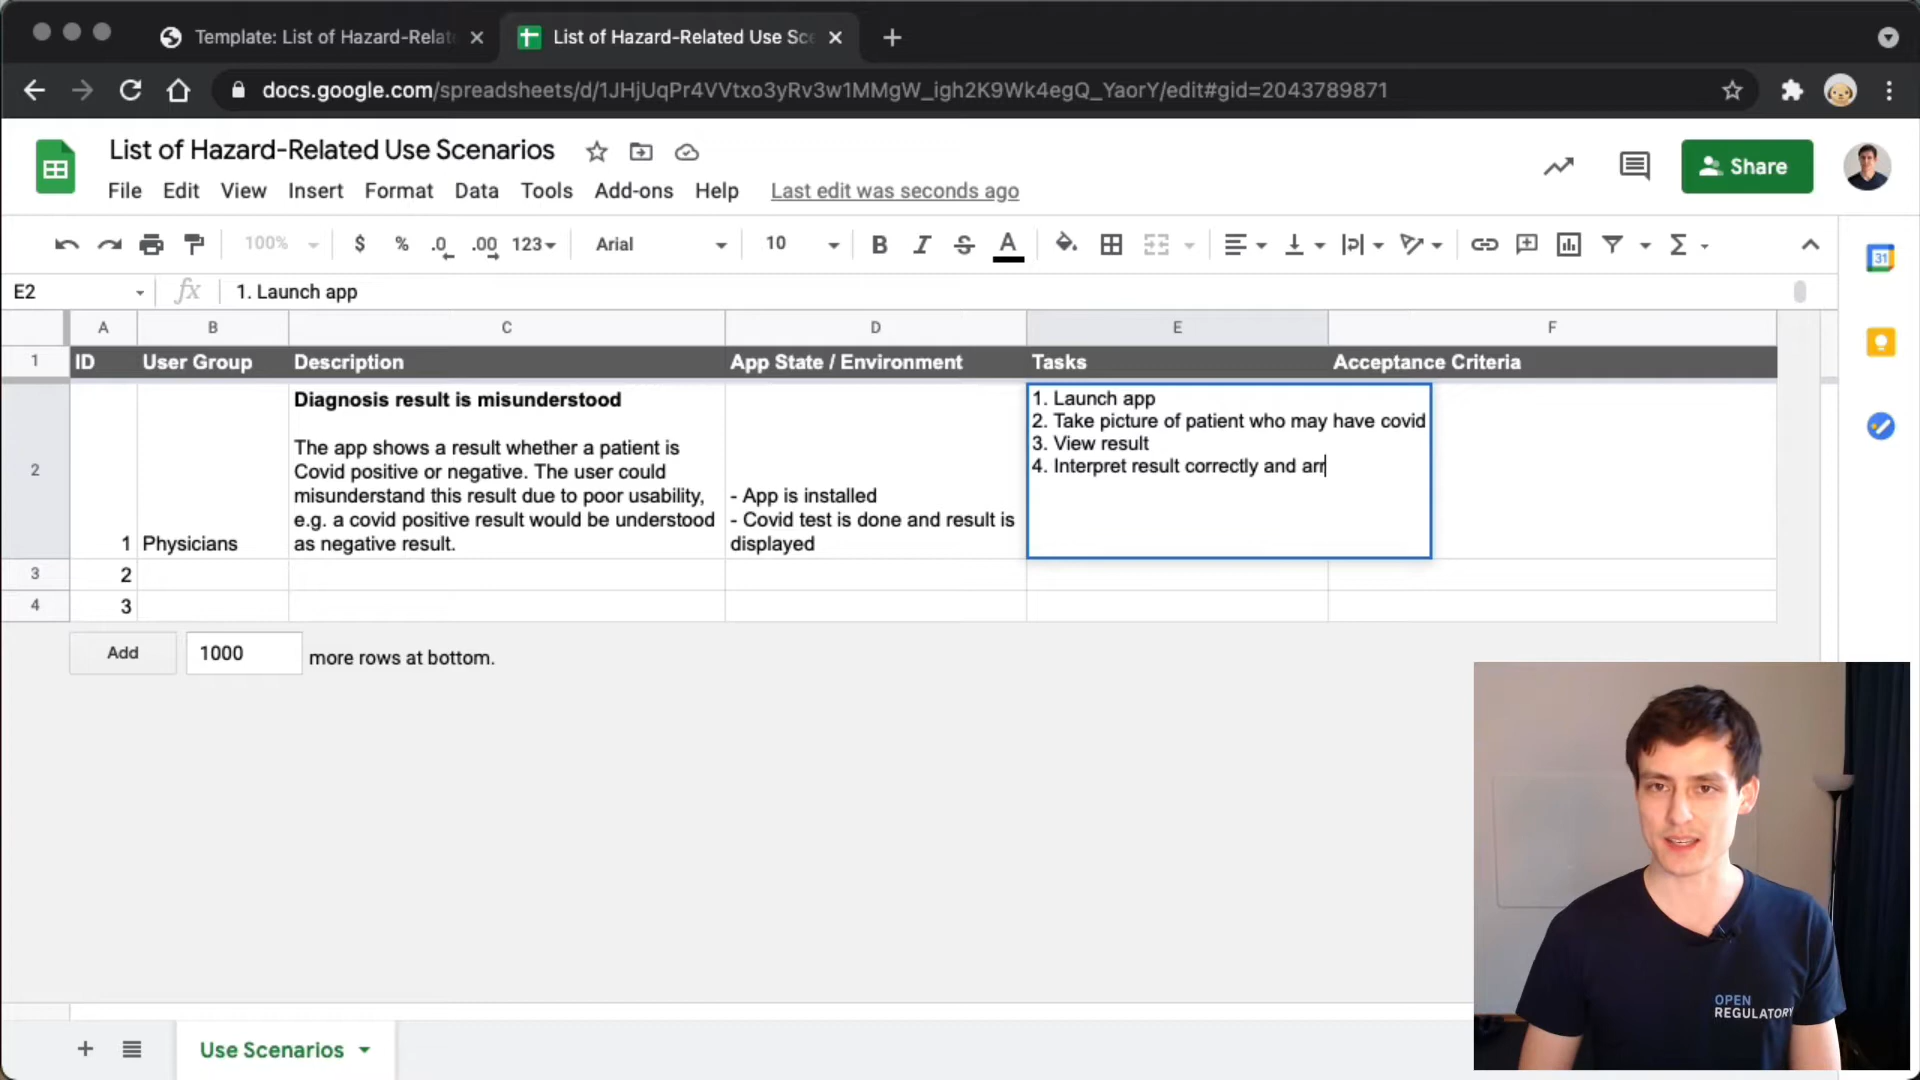 Template: List of Hazard-Relate
List of Hazard-Related Use Sce
docs.google.com/spreadsheets/d/1JHjUqPr4VVtxo3yRv3w1MMgW_igh2K9Wk4egQ_YaorY/edit#gid=2043789871
List of Hazard-Related Use Scenarios
File Edit View Insert Format Data Tools Add-ons Help Last edit was seconds ago
Share
100% $ % .0 .00 123 Arial 10 B I S A Σ
31
E2 fx 1. Launch app
A B C D E F
1 ID User Group Description App State / Environment Tasks Acceptance Criteria
2
1 Physicians
Diagnosis result is misunderstood
The app shows a result whether a patient is
Covid positive or negative. The user could
misunderstand this result due to poor usability,
e.g. a covid positive result would be understood
as negative result.
- App is installed
- Covid test is done and result is
displayed
1. Launch app
2. Take picture of patient who may have covid
3. View result
4. Interpret result correctly and arr
3 2
4 3
Add 1000 more rows at bottom.
OPEN
REGULATORY
+ Use Scenarios